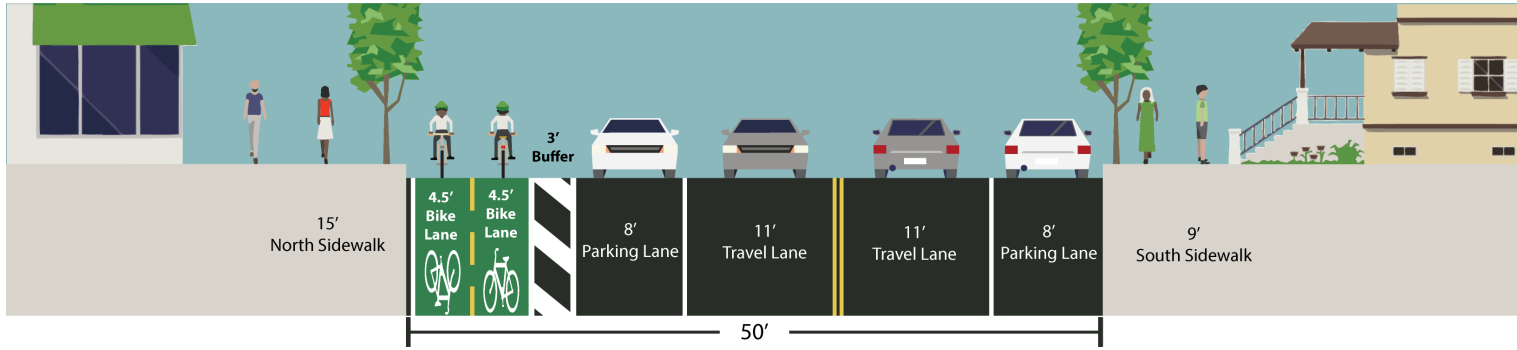 15’
North Sidewalk
4.5’
Bike
Lane
4.5’
Bike
Lane
3’
Buffer
8’
Parking Lane
11’
Travel Lane
11’
Travel Lane
8’
Parking Lane
9’
South Sidewalk
50’